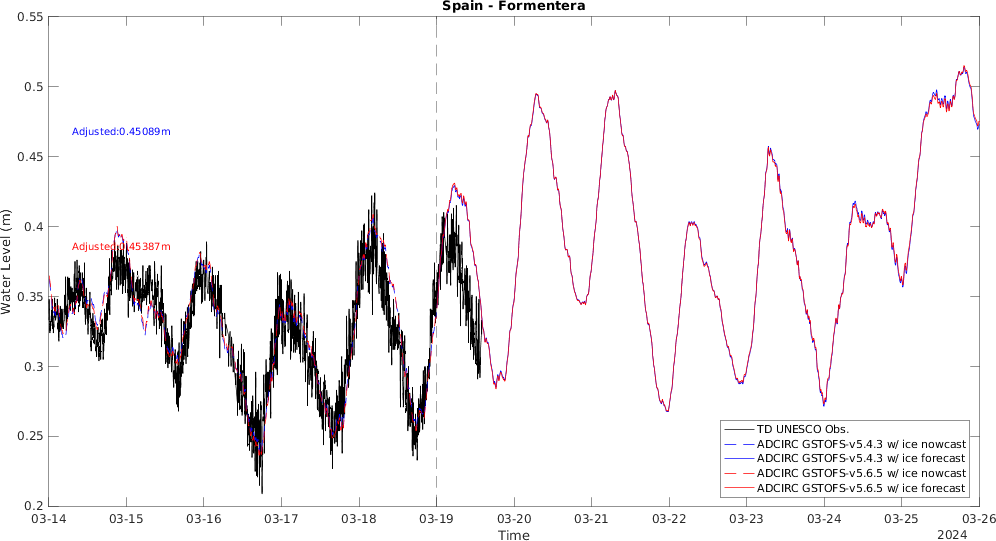 Spain - Formentera
0.55
0.5
0.45
0.4
0.35
0.3
0.25
0.2
Water Level (m)
Adjusted:0.45089m
Adjusted:0.45387m
TD UNESCO Obs.
ADCIRC GSTOFS-v5.4.3 w/ ice nowcast
ADCIRC GSTOFS-v5.4.3 w/ ice forecast
ADCIRC GSTOFS-v5.6.5 w/ ice nowcast
ADCIRC GSTOFS-v5.6.5 w/ ice forecast
03-14 03-15 03-16 03-17 03-18 03-19 03-20 03-21 03-22 03-23 03-24 03-25 03-26
Time
2024